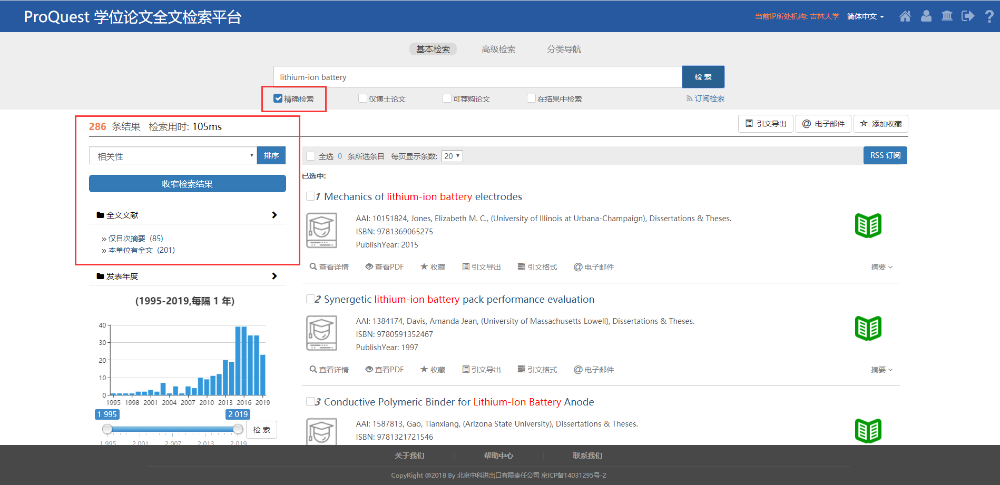 ProQuest 学位论文全文检索平台
当前IP所处机构: 吉林大学 简体中文
基本检索 高级检索 分类导航
lithium-ion battery 检 索
精确检索 仅博士论文 可荐购论文 在结果中检索 订阅检索
286 条结果 检索用时: 105ms
引文导出 @ 电子邮件 添加收藏
相关性 排序
收窄检索结果
全文文献
» 仅目次摘要 (85)
» 本单位有全文 (201)
发表年度
(1995-2019,每隔 1 年)
40
30
20
10
0
1995 1998 2001 2004 2007 2010 2013 2016 2019
1 995 2 019
检 索
1 995 2 001 2 007 2 013 2 019
全选 0 条所选条目 每页显示条数: 20 RSS 订阅
已选中:
1 Mechanics of lithium-ion battery electrodes
AAI: 10151824, Jones, Elizabeth M. C., (University of Illinois at Urbana-Champaign), Dissertations & Theses.
ISBN: 9781369065275
PublishYear: 2015
查看详情 查看PDF 收藏 引文导出 引文格式 @电子邮件 摘要
2 Synergetic lithium-ion battery pack performance evaluation
AAI: 1384174, Davis, Amanda Jean, (University of Massachusetts Lowell), Dissertations & Theses.
ISBN: 9780591352467
PublishYear: 1997
查看详情 查看PDF 收藏 引文导出 引文格式 @电子邮件 摘要
3 Conductive Polymeric Binder for Lithium-Ion Battery Anode
AAI: 1587813, Gao, Tianxiang, (Arizona State University), Dissertations & Theses.
ISBN: 9781321721546
关于我们 | 帮助中心 | 联系我们
CopyRight @2018 By 北京中科进出口有限责任公司 京ICP备14031295号-2